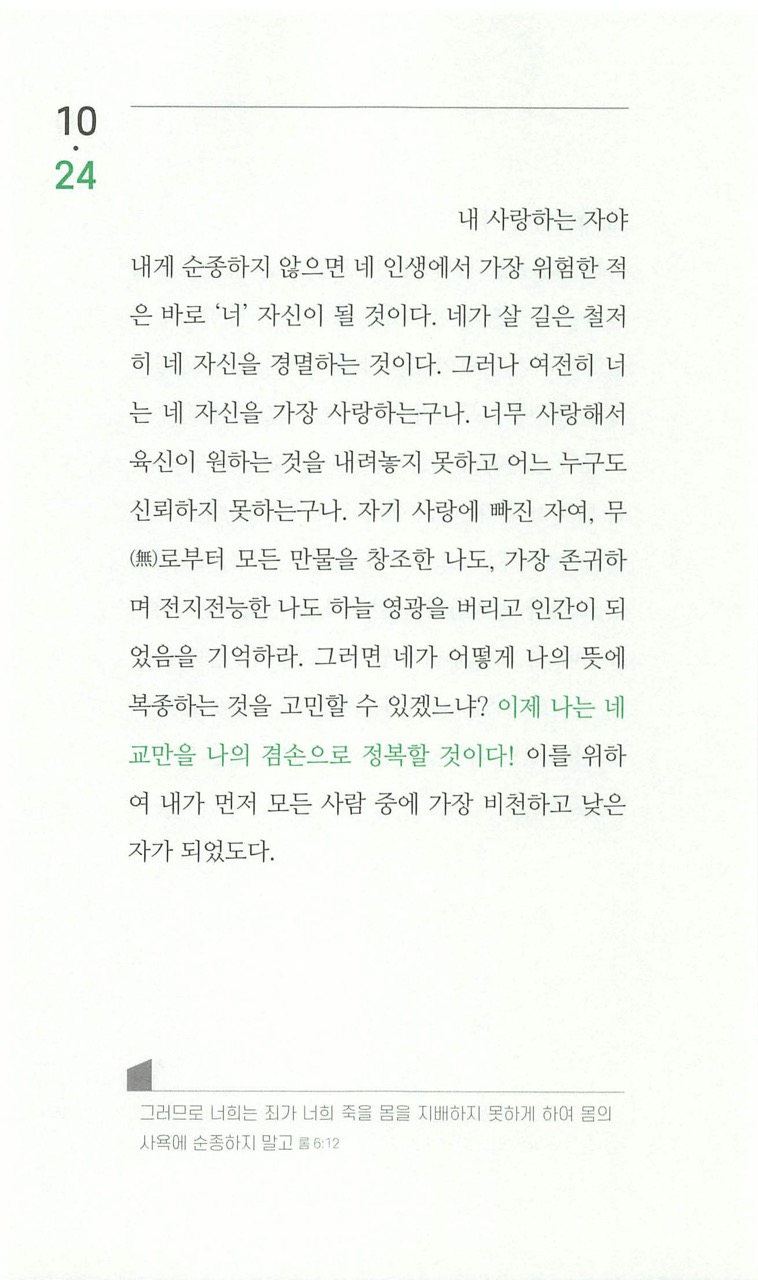 10
·
24
내 사랑하는 자야
내게 순종하지 않으면 네 인생에서 가장 위험한 적
은 바로 ‘너’ 자신이 될 것이다. 네가 살 길은 철저
히 네 자신을 경멸하는 것이다. 그러나 여전히 너
는 네 자신을 가장 사랑하는구나. 너무 사랑해서
육신이 원하는 것을 내려놓지 못하고 어느 누구도
신뢰하지 못하는구나. 자기 사랑에 빠진 자여, 무
(無)로부터 모든 만물을 창조한 나도, 가장 존귀하
며 전지전능한 나도 하늘 영광을 버리고 인간이 되
었음을 기억하라. 그러면 네가 어떻게 나의 뜻에
복종하는 것을 고민할 수 있겠느냐? 이제 나는 네
교만을 나의 겸손으로 정복할 것이다! 이를 위하
여 내가 먼저 모든 사람 중에 가장 비천하고 낮은
자가 되었도다.
그러므로 너희는 죄가 너희 죽을 몸을 지배하지 못하게 하여 몸의
사욕에 순종하지 말고 롬 6:12